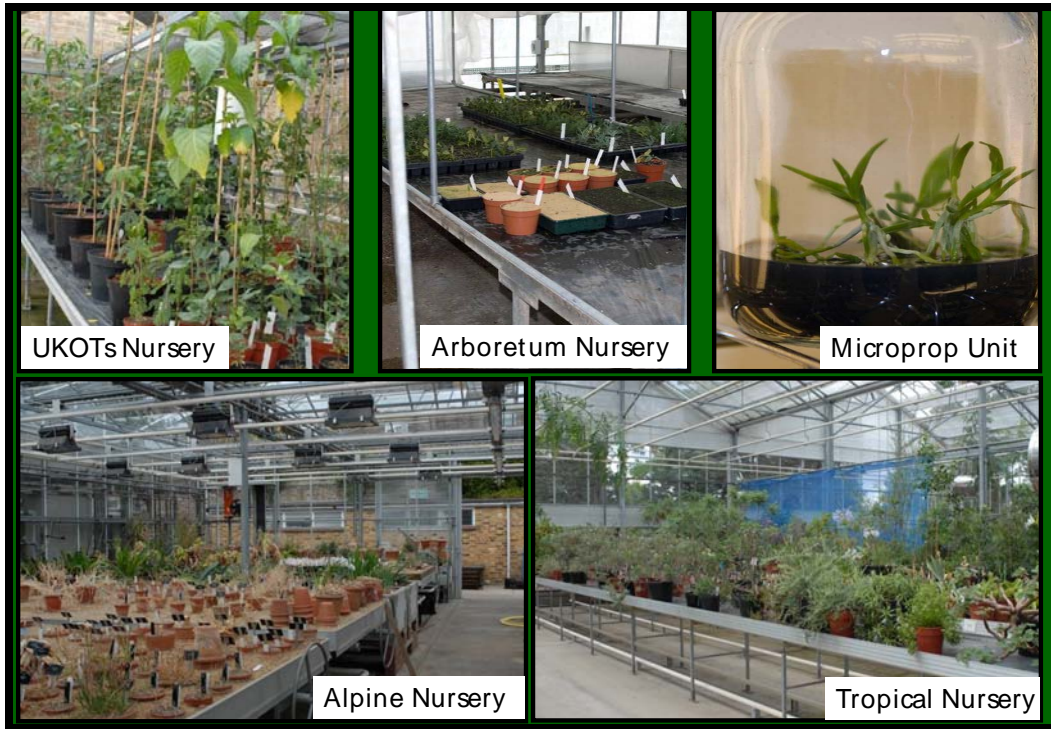 UKOTs Nursery
Arboretum Nursery
Microprop Unit
Alpine Nursery
Tropical Nursery